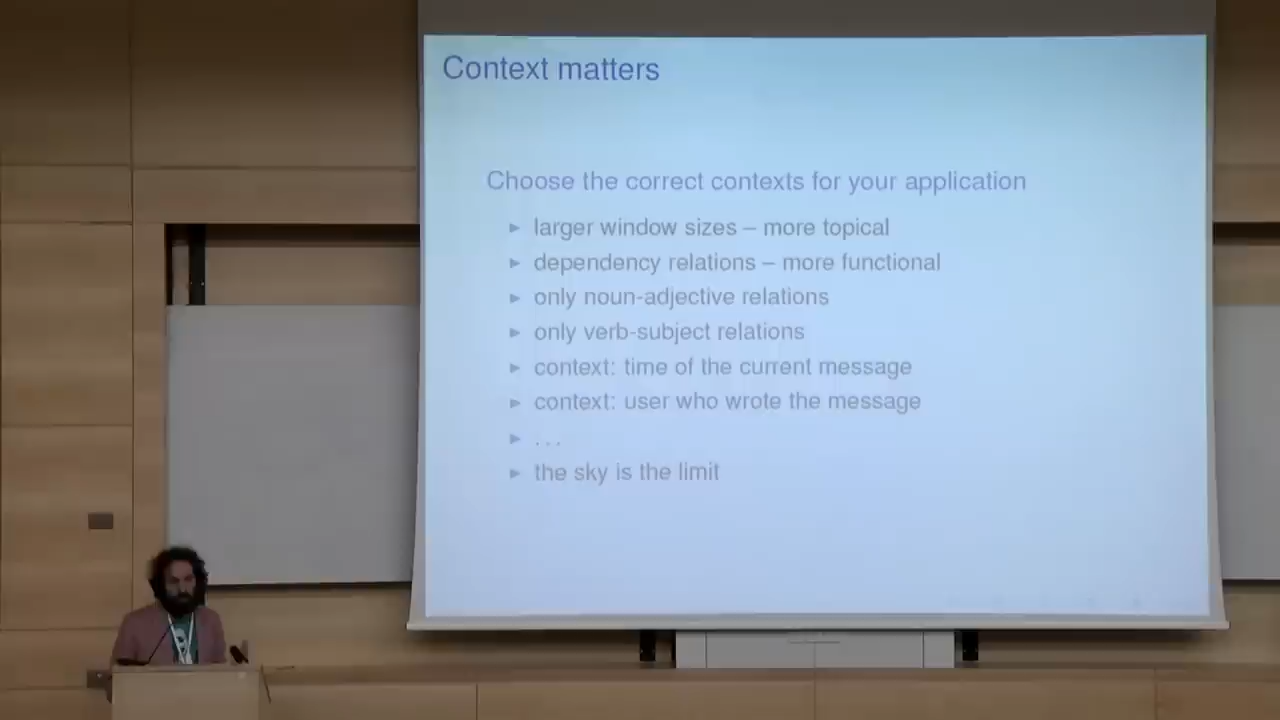 Context matters
Choose the correct contexts for your application
► larger window sizes – more topical
► dependency relations – more functional
► only noun-adjective relations
► only verb-subject relations
► context: time of the current message
► context: user who wrote the message
► . . .
► the sky is the limit